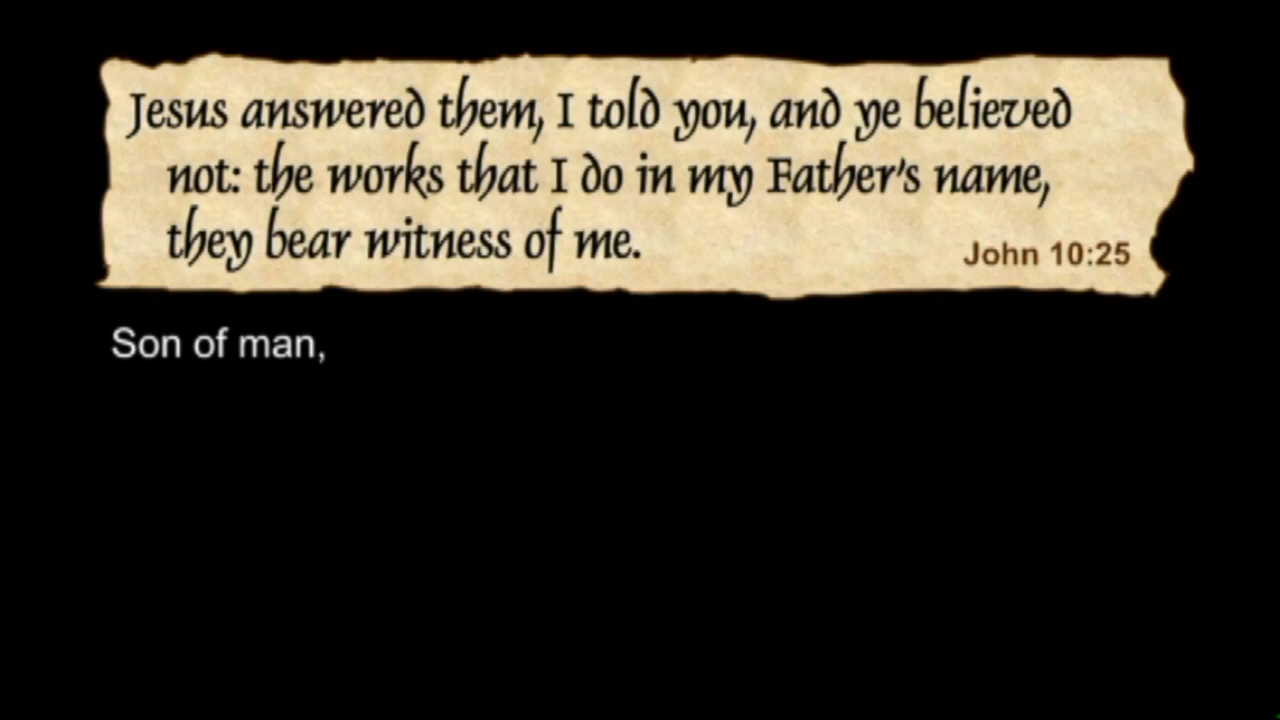 Jesus answered them, I told you, and ye believed
not: the works that I do in my Father's name,
they bear witness of me.
John 10:25
Son of man,